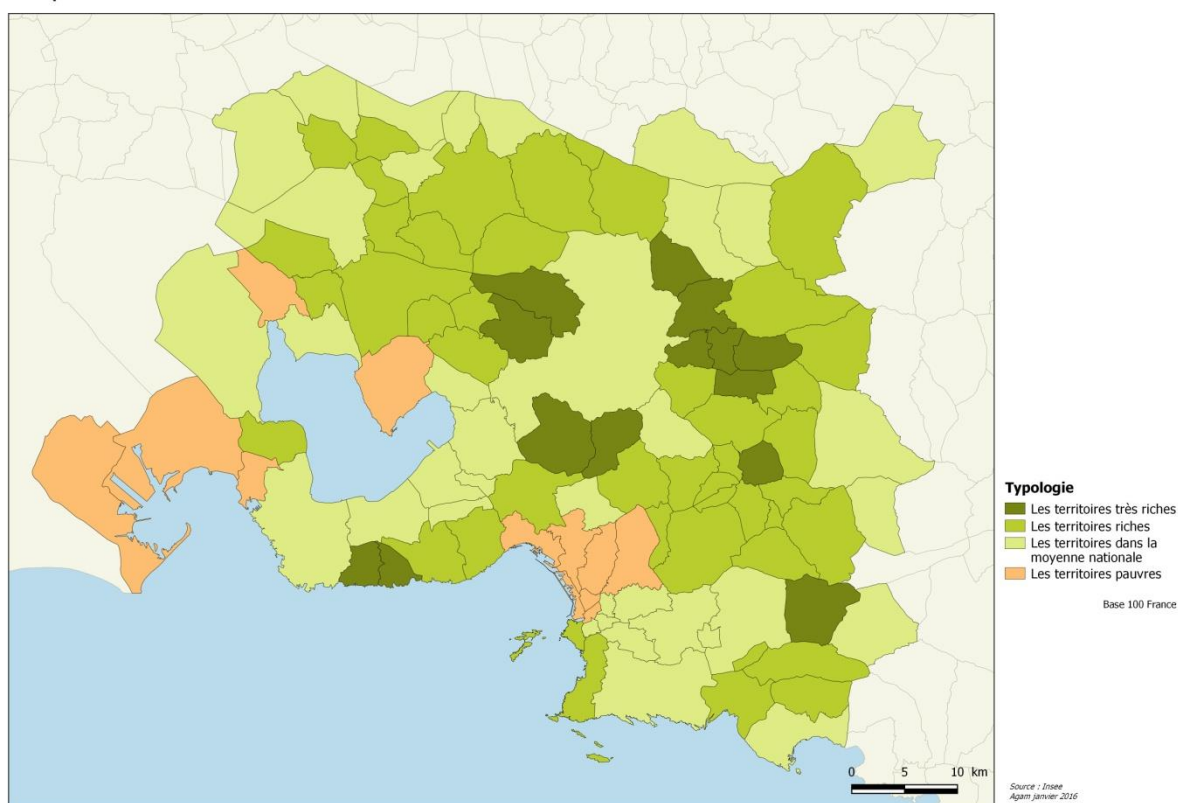 Typologie
Les territoires très riches
Les territoires riches
Les territoires dans la
moyenne nationale
Les territoires pauvres
Base 100 France
0 5 10 km
Source : Insee
Agam janvier 2016